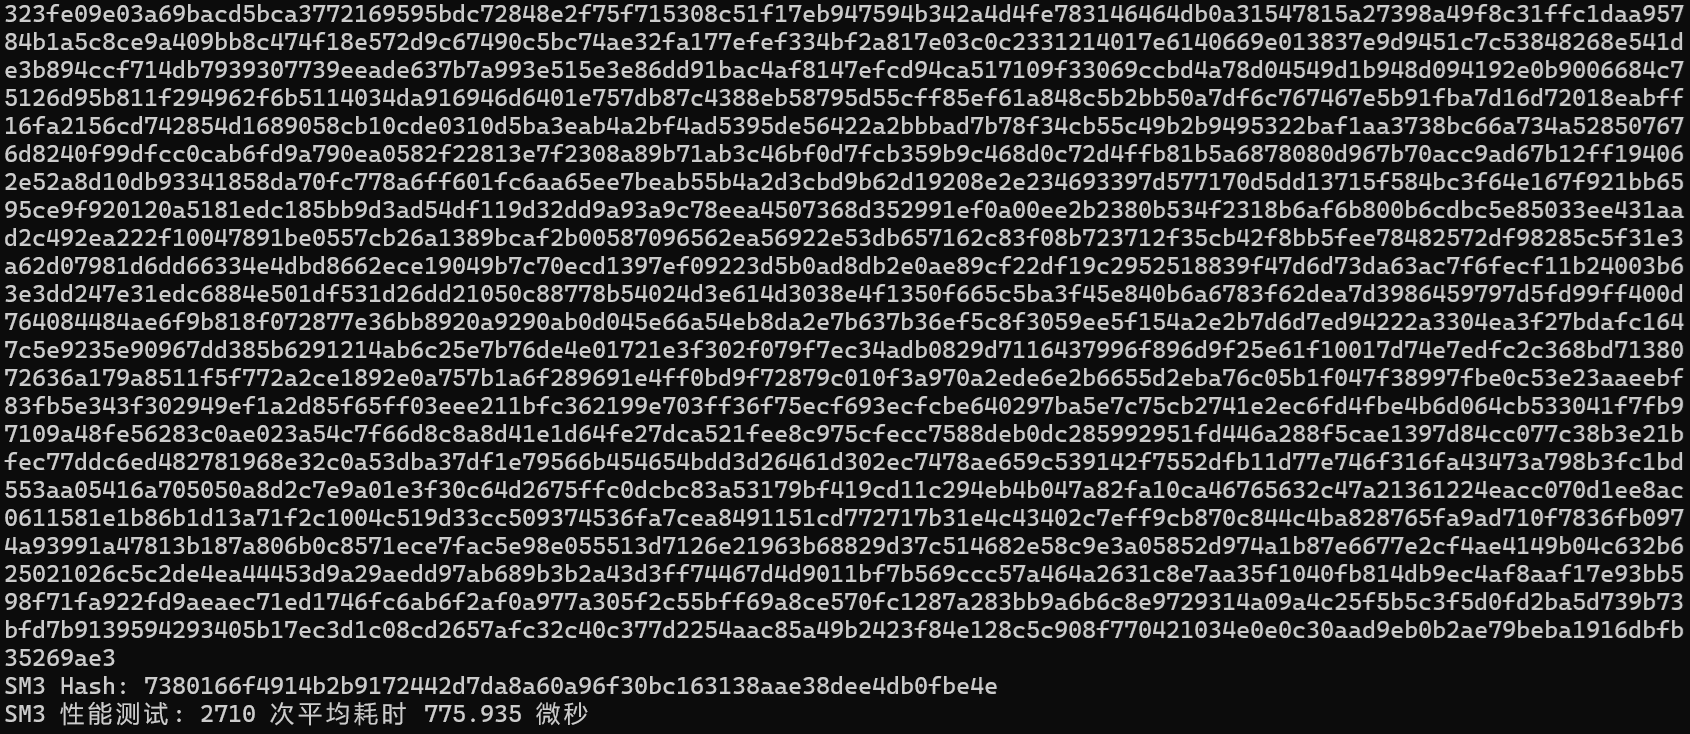 323fe09e03a69bacd5bca3772169595bdc72848e2f75f715308c51f17eb947594b342a4d4fe783146464db0a31547815a27398a49f8c31ffc1daa957
84b1a5c8ce9a409bb8c474f18e572d9c67490c5bc74ae32fa177efef334bf2a817e03c0c2331214017e6140669e013837e9d9451c7c53848268e541d
e3b894ccf714db7939307739eeade637b7a993e515e3e86dd91bac4af8147efcd94ca517109f33069ccbd4a78d04549d1b948d094192e0b9006684c7
5126d95b811f294962f6b5114034da916946d6401e757db87c4388eb58795d55cff85ef61a848c5b2bb50a7df6c767467e5b91fba7d16d72018eabff
16fa2156cd742854d1689058cb10cde0310d5ba3eab4a2bf4ad5395de56422a2bbbad7b78f34cb55c49b2b9495322baf1aa3738bc66a734a52850767
6d8240f99dfcc0cab6fd9a790ea0582f22813e7f2308a89b71ab3c46bf0d7fcb359b9c468d0c72d4ffb81b5a6878080d967b70acc9ad67b12ff19406
2e52a8d10db93341858da70fc778a6ff601fc6aa65ee7beab55b4a2d3cbd9b62d19208e2e234693397d577170d5dd13715f584bc3f64e167f921bb65
95ce9f920120a5181edc185bb9d3ad54df119d32dd9a93a9c78eea4507368d352991ef0a00ee2b2380b534f2318b6af6b800b6cdbc5e85033ee431aa
d2c492ea222f10047891be0557cb26a1389bcaf2b00587096562ea56922e53db657162c83f08b723712f35cb42f8bb5fee78482572df98285c5f31e3
a62d07981d6dd66334e4dbd8662ece19049b7c70ecd1397ef09223d5b0ad8db2e0ae89cf22df19c2952518839f47d6d73da63ac7f6fecf11b24003b6
3e3dd247e31edc6884e501df531d26dd21050c88778b54024d3e614d3038e4f1350f665c5ba3f45e840b6a6783f62dea7d3986459797d5fd99ff400d
764084484ae6f9b818f072877e36bb8920a9290ab0d045e66a54eb8da2e7b637b36ef5c8f3059ee5f154a2e2b7d6d7ed94222a3304ea3f27bdafc164
7c5e9235e90967dd385b6291214ab6c25e7b76de4e01721e3f302f079f7ec34adb0829d7116437996f896d9f25e61f10017d74e7edfc2c368bd71380
72636a179a8511f5f772a2ce1892e0a757b1a6f289691e4ff0bd9f72879c010f3a970a2ede6e2b6655d2eba76c05b1f047f38997fbe0c53e23aaeebf
83fb5e343f302949ef1a2d85f65ff03eee211bfc362199e703ff36f75ecf693ecfcbe640297ba5e7c75cb2741e2ec6fd4fbe4b6d064cb533041f7fb9
7109a48fe56283c0ae023a54c7f66d8c8a8d41e1d64fe27dca521fee8c975cfecc7588deb0dc285992951fd446a288f5cae1397d84cc077c38b3e21b
fec77ddc6ed482781968e32c0a53dba37df1e79566b454654bdd3d26461d302ec7478ae659c539142f7552dfb11d77e746f316fa43473a798b3fc1bd
553aa05416a705050a8d2c7e9a01e3f30c64d2675ffc0dcbc83a53179bf419cd11c294eb4b047a82fa10ca46765632c47a21361224eacc070d1ee8ac
0611581e1b86b1d13a71f2c1004c519d33cc509374536fa7cea8491151cd772717b31e4c43402c7eff9cb870c844c4ba828765fa9ad710f7836fb097
4a93991a47813b187a806b0c8571ece7fac5e98e055513d7126e21963b68829d37c514682e58c9e3a05852d974a1b87e6677e2cf4ae4149b04c632b6
25021026c5c2de4ea44453d9a29aedd97ab689b3b2a43d3ff74467d4d9011bf7b569ccc57a464a2631c8e7aa35f1040fb814db9ec4af8aaf17e93bb5
98f71fa922fd9aeaec71ed1746fc6ab6f2af0a977a305f2c55bff69a8ce570fc1287a283bb9a6b6c8e9729314a09a4c25f5b5c3f5d0fd2ba5d739b73
bfd7b9139594293405b17ec3d1c08cd2657afc32c40c377d2254aac85a49b2423f84e128c5c908f770421034e0e0c30aad9eb0b2ae79beba1916dbfb
35269ae3
SM3 Hash: 7380166f4914b2b9172442d7da8a60a96f30bc163138aae38dee4db0fbe4e
SM3 性能测试: 2710 次平均耗时 775.935 微秒